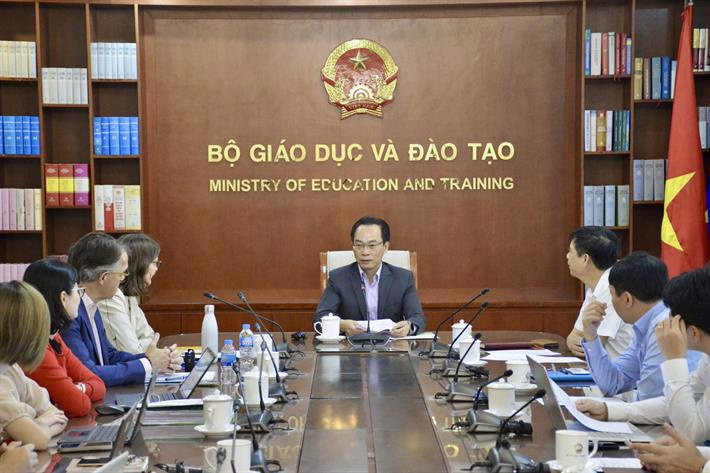 BỘ GIÁO DỤC VÀ ĐÀO TẠO
MINISTRY OF EDUCATION AND TRAINING